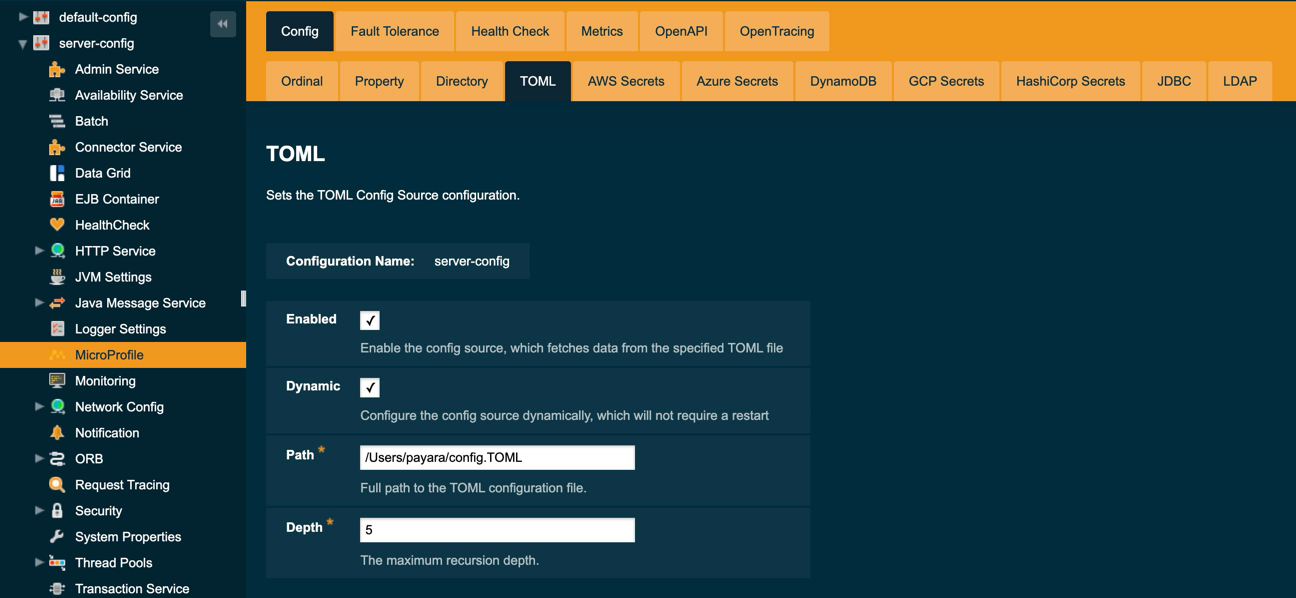 default-config
server-config
Admin Service
Availability Service
Batch
Connector Service
Data Grid
EJB Container
HealthCheck
HTTP Service
JVM Settings
Java Message Service
Logger Settings
MicroProfile
Monitoring
Network Config
Notification
ORB
Request Tracing
Security
System Properties
Thread Pools
Transaction Service
Config Fault Tolerance Health Check Metrics OpenAPI OpenTracing
Ordinal Property Directory TOML AWS Secrets Azure Secrets DynamoDB GCP Secrets HashiCorp Secrets JDBC LDAP
TOML
Sets the TOML Config Source configuration.
Configuration Name: server-config
Enabled
Enable the config source, which fetches data from the specified TOML file
Dynamic
Configure the config source dynamically, which will not require a restart
Path * /Users/payara/config.TOML
Full path to the TOML configuration file.
Depth * 5
The maximum recursion depth.